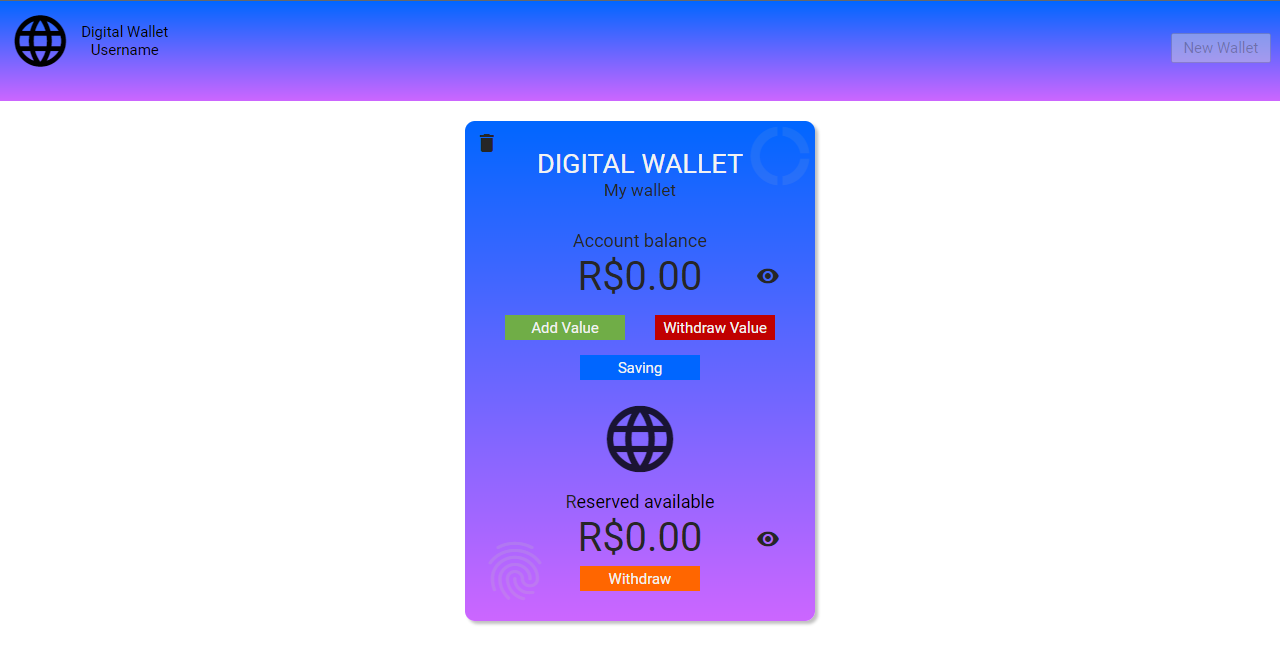 Digital Wallet
Username
New Wallet
DIGITAL WALLET
My wallet
Account balance
R$0.00
Add Value
Withdraw Value
Saving
Reserved available
R$0.00
Withdraw